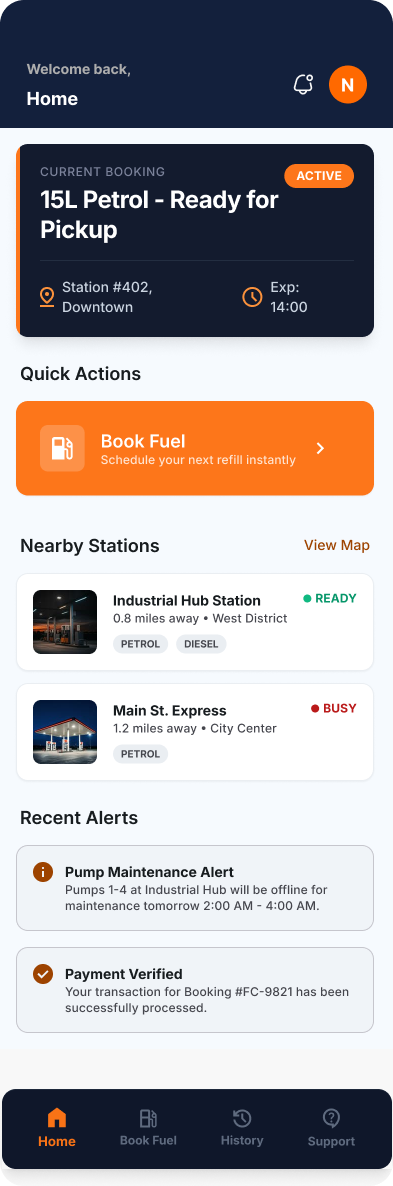 Welcome back,
Home
N
CURRENT BOOKING
ACTIVE
15L Petrol - Ready for
Pickup
Station #402,
Downtown
Exp:
14:00
Quick Actions
Book Fuel
Schedule your next refill instantly
Nearby Stations
View Map
Industrial Hub Station
READY
0.8 miles away • West District
PETROL
DIESEL
Main St. Express
BUSY
1.2 miles away • City Center
PETROL
Recent Alerts
Pump Maintenance Alert
Pumps 1-4 at Industrial Hub will be offline for
maintenance tomorrow 2:00 AM - 4:00 AM.
Payment Verified
Your transaction for Booking #FC-9821 has been
successfully processed.
Home
Book Fuel
History
Support